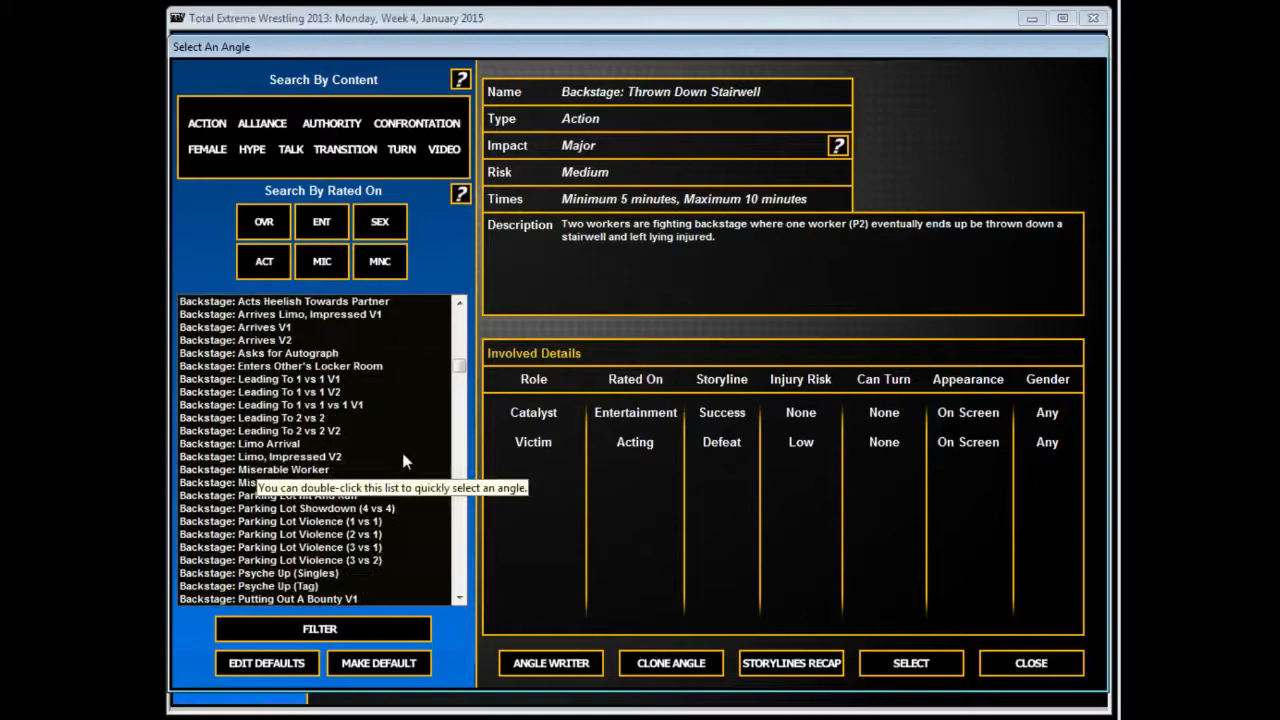 Total Extreme Wrestling 2013: Monday, Week 4, January 2015
Select An Angle
Search By Content ?
ACTION ALLIANCE AUTHORITY CONFRONTATION
FEMALE HYPE TALK TRANSITION TURN VIDEO
Search By Rated On ?
OVR ENT SEX
ACT MIC MNC
Backstage: Acts Heelish Towards Partner
Backstage: Arrives Limo, Impressed V1
Backstage: Arrives V1
Backstage: Arrives V2
Backstage: Asks for Autograph
Backstage: Enters Other's Locker Room
Backstage: Leading To 1 vs 1 V1
Backstage: Leading To 1 vs 1 V2
Backstage: Leading To 1 vs 1 vs 1 V1
Backstage: Leading To 2 vs 2
Backstage: Leading To 2 vs 2 V2
Backstage: Limo Arrival
Backstage: Limo, Impressed V2
Backstage: Miserable Worker
Backstage: Mis
You can double-click this list to quickly select an angle.
Backstage: Parking Lot Hit And Run
Backstage: Parking Lot Showdown (4 vs 4)
Backstage: Parking Lot Violence (1 vs 1)
Backstage: Parking Lot Violence (2 vs 1)
Backstage: Parking Lot Violence (3 vs 1)
Backstage: Parking Lot Violence (3 vs 2)
Backstage: Psyche Up (Singles)
Backstage: Psyche Up (Tag)
Backstage: Putting Out A Bounty V1
FILTER
EDIT DEFAULTS MAKE DEFAULT
Name Backstage: Thrown Down Stairwell
Type Action
Impact Major ?
Risk Medium
Times Minimum 5 minutes, Maximum 10 minutes
Description Two workers are fighting backstage where one worker (P2) eventually ends up be thrown down a
stairwell and left lying injured.
Involved Details
Role Rated On Storyline Injury Risk Can Turn Appearance Gender
Catalyst Entertainment Success None None On Screen Any
Victim Acting Defeat Low None On Screen Any
ANGLE WRITER CLONE ANGLE STORYLINES RECAP SELECT CLOSE